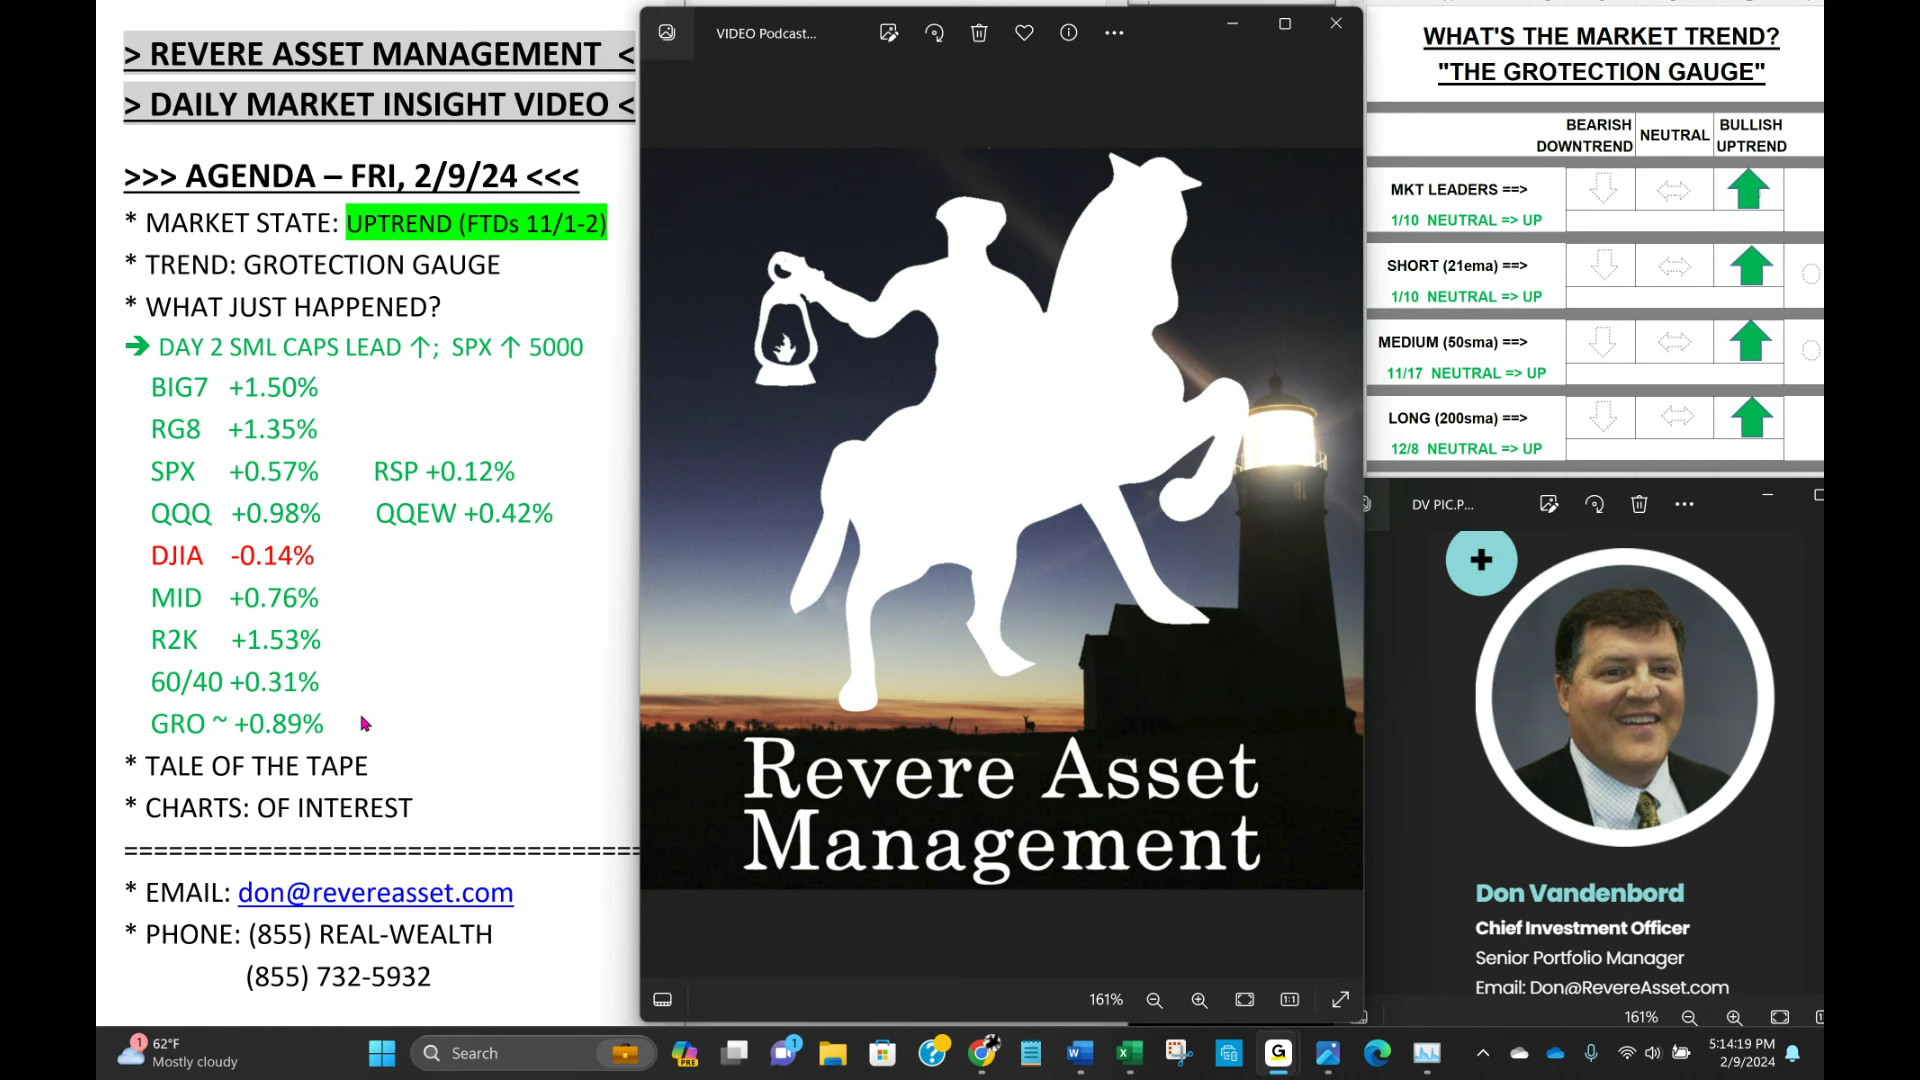 > REVERE ASSET MANAGEMENT <
> DAILY MARKET INSIGHT VIDEO <
>>> AGENDA – FRI, 2/9/24 <<<
* MARKET STATE: UPTREND (FTDs 11/1-2)
* TREND: GROTECTION GAUGE
* WHAT JUST HAPPENED?
➔ DAY 2 SML CAPS LEAD ↑; SPX ↑ 5000
BIG7 +1.50%
RG8 +1.35%
SPX +0.57% RSP +0.12%
QQQ +0.98% QQEW +0.42%
DJIA -0.14%
MID +0.76%
R2K +1.53%
60/40 +0.31%
GRO ~ +0.89%
* TALE OF THE TAPE
* CHARTS: OF INTEREST
===================================
* EMAIL: don@revereasset.com
* PHONE: (855) REAL-WEALTH
(855) 732-5932
VIDEO Podcast...
Revere Asset
Management
161%
WHAT'S THE MARKET TREND?
"THE GROTECTION GAUGE"
BEARISH DOWNTREND NEUTRAL BULLISH UPTREND
MKT LEADERS ==>
1/10 NEUTRAL => UP
SHORT (21ema) ==>
1/10 NEUTRAL => UP
MEDIUM (50sma) ==>
11/17 NEUTRAL => UP
LONG (200sma) ==>
12/8 NEUTRAL => UP
DV PIC.P...
Don Vandenbord
Chief Investment Officer
Senior Portfolio Manager
Email: Don@RevereAsset.com
161%
1
62°F
Mostly cloudy
Search
PRE
1
5:14:19 PM
2/9/2024